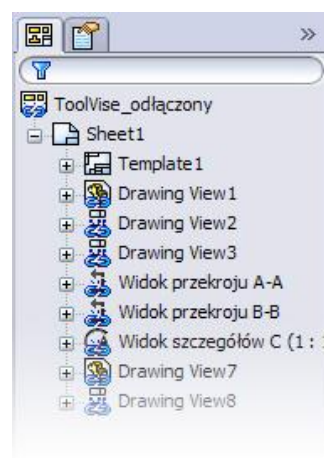 »
ToolVise_odłączony
Sheet1
Template1
Drawing View1
Drawing View2
Drawing View3
Widok przekroju A-A
Widok przekroju B-B
Widok szczegółów C (1 :
Drawing View7
Drawing View8